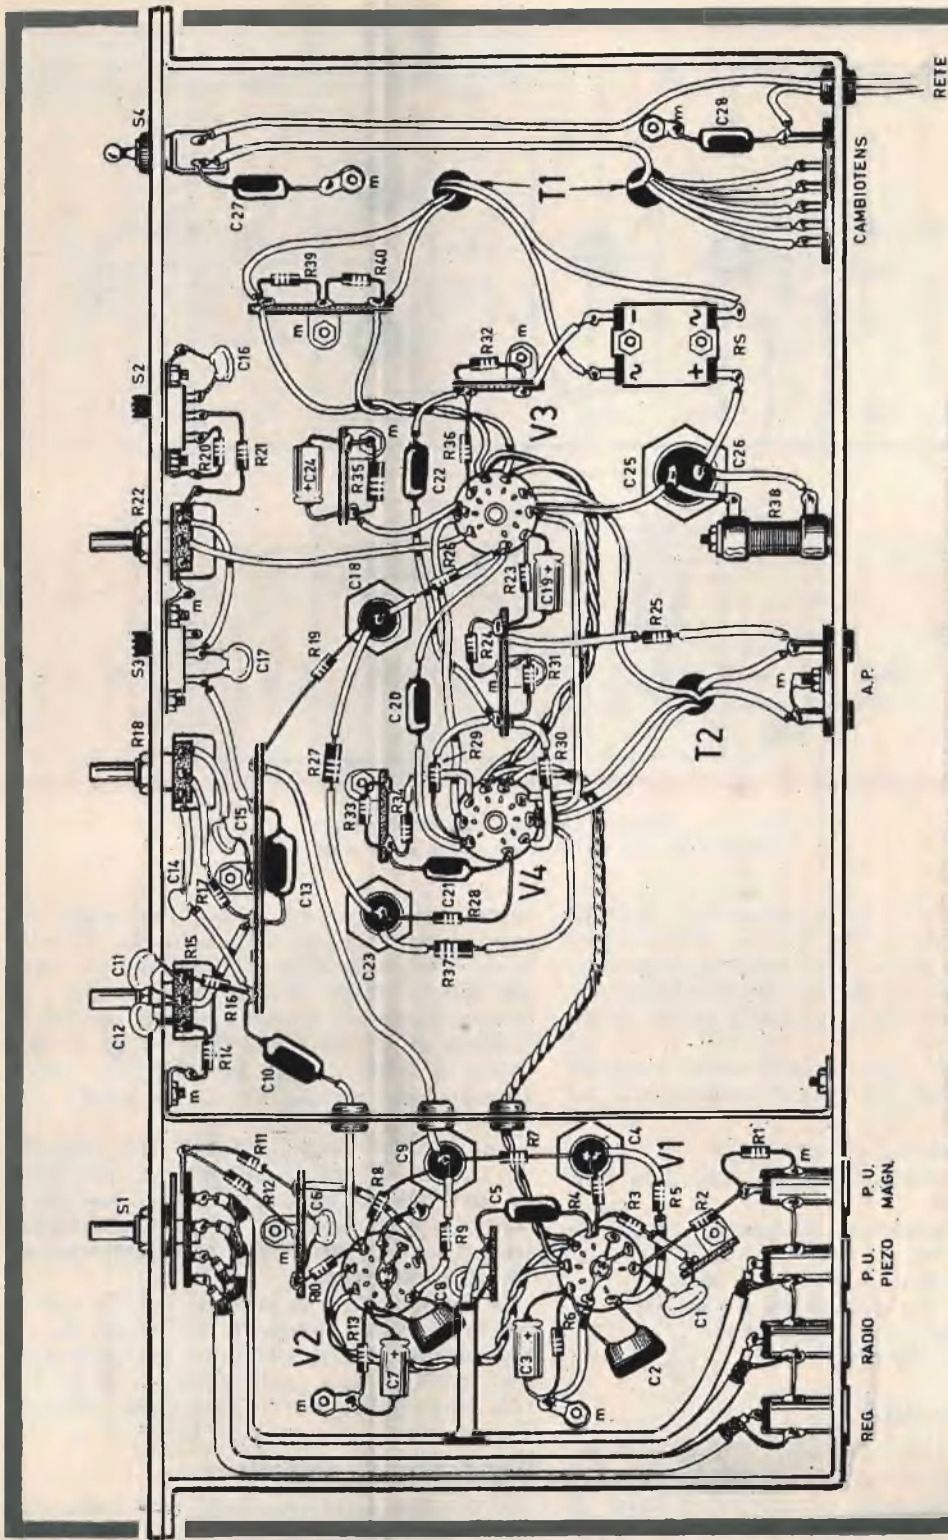 S1
C12
C11
R18
S3
R22
S2
S4
R11
R12
R14
R15
R16
R17
C14
C15
C13
C17
R20
R21
C16
C27
m
m
m
m
C6
C10
R19
C18
+C24
R35
R39
R40
m
m
m
V2
R10
R8
C9
R27
R33
R34
C20
R26
C22
R36
R32
m
V3
T1
m
R13
C7 +
C8
R9
C5
R7
C23
C21
R28
R37
V4
R29
R24
R23
C19 +
R31
m
R30
m
C3 +
R6
R4
C4
V1
R3
R5
R2
C2
C1
R1
m
T2
R25
C25
C26
R38
RS
~
-
+
~
m
C28
m
REG.
RADIO
P. U.
PIEZO
P. U.
MAGN.
A.P.
CAMBIOTENS
RETE